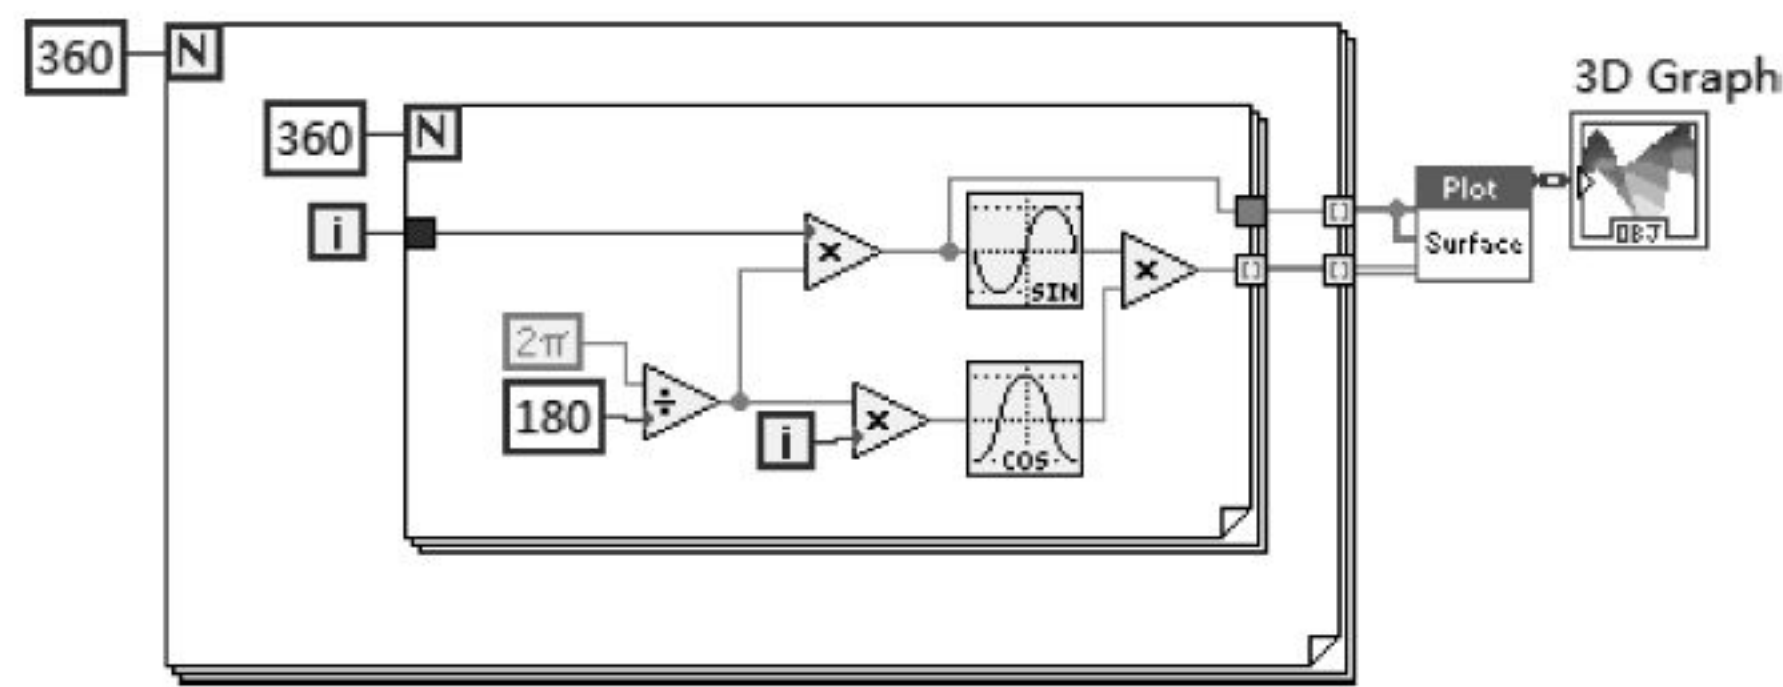 360
N
3D Graph
360
N
Plot
i
×
Surface
OBJ
SIN
×
2π
÷
180
i
×
COS